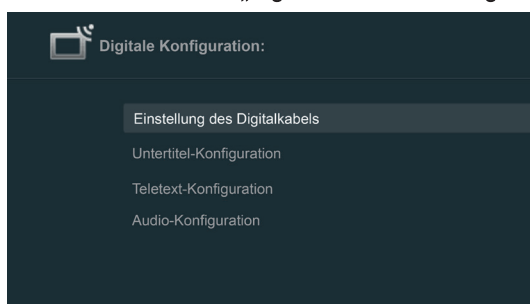 Digitale Konfiguration:
Einstellung des Digitalkabels
Untertitel-Konfiguration
Teletext-Konfiguration
Audio-Konfiguration